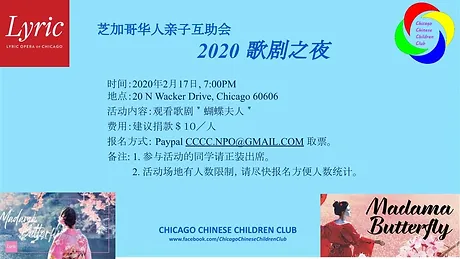 Lyric
LYRIC OPERA OF CHICAGO
芝加哥华人亲子互助会
2020 歌剧之夜
Chicago
Chinese
Children
Club
时间:2020年2月17日, 7:00PM
地点:20 N Wacker Drive, Chicago 60606
活动内容:观看歌剧＂蝴蝶夫人＂
费用:建议捐款＄10／人
报名方式: Paypal CCCC.NPO@GMAIL.COM 取票。
备注: 1. 参与活动的同学请正装出席。
2. 活动场地有人数限制, 请尽快报名方便人数统计。
Madama
Butterfly
Lyric
CHICAGO CHINESE CHILDREN CLUB
www.facebook.com/ChicagoChineseChildrenClub
Madama
Butterfly